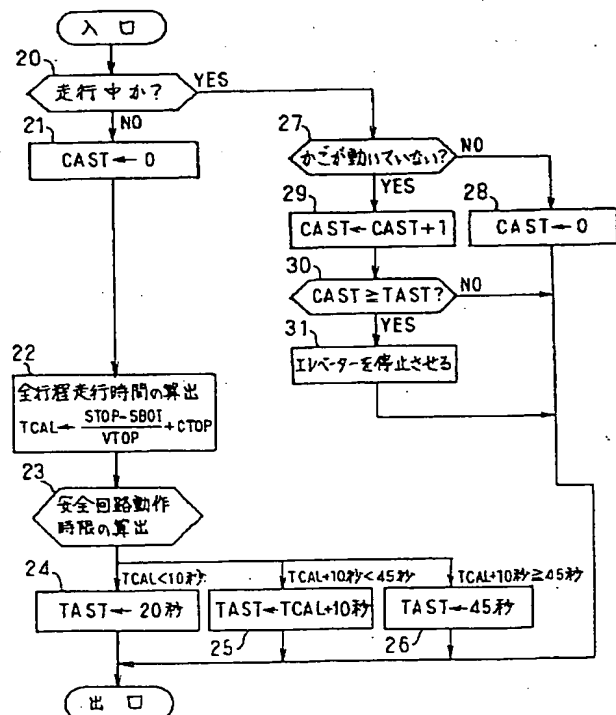 入口
20
走行中か?
YES
NO
21
CAST←0
27
かごが動いていない?
NO
YES
28
CAST←0
29
CAST←CAST+1
30
CAST≧TAST?
NO
YES
31
エレベーターを停止させる
22
全行程走行時間の算出
TCAL← STOP-SBOT / VTOP +CTOP
23
安全回路動作
時限の算出
TCAL<10秒
TCAL+10秒<45秒
TCAL+10秒≧45秒
24
TAST←20秒
TAST←TCAL+10秒
25
TAST←45秒
26
出口